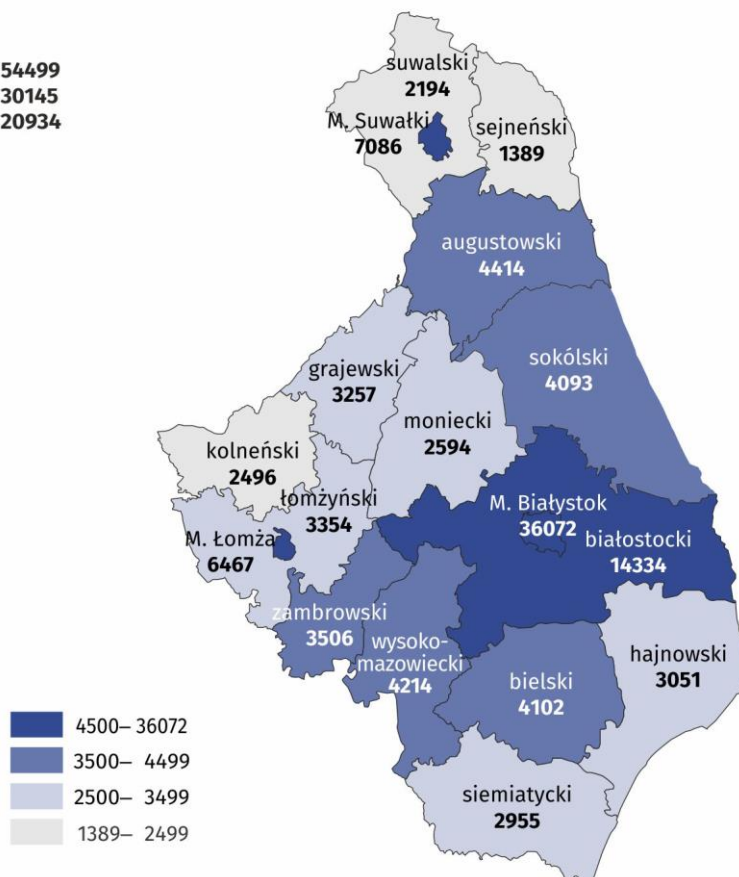 54499
30145
20934
suwalski
2194
M. Suwałki
7086
sejneński
1389
augustowski
4414
sokólski
4093
grajewski
3257
moniecki
2594
kolneński
2496
łomżyński
3354
M. Łomża
6467
M. Białystok
36072
białostocki
14334
zambrowski
3506
wysoko-
mazowiecki
4214
bielski
4102
hajnowski
3051
siemiatycki
2955
4500– 36072
3500– 4499
2500– 3499
1389– 2499